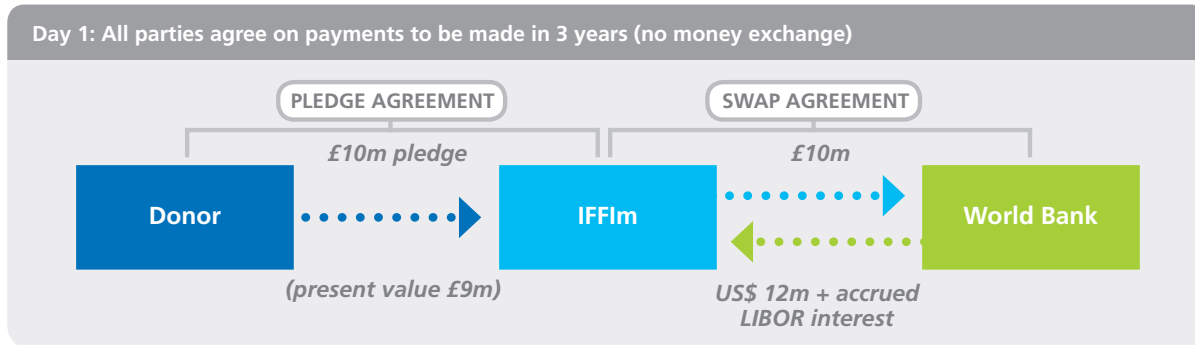 Day 1: All parties agree on payments to be made in 3 years (no money exchange)
PLEDGE AGREEMENT
SWAP AGREEMENT
£10m pledge
£10m
Donor
IFFIm
World Bank
(present value £9m)
US$ 12m + accrued
LIBOR interest